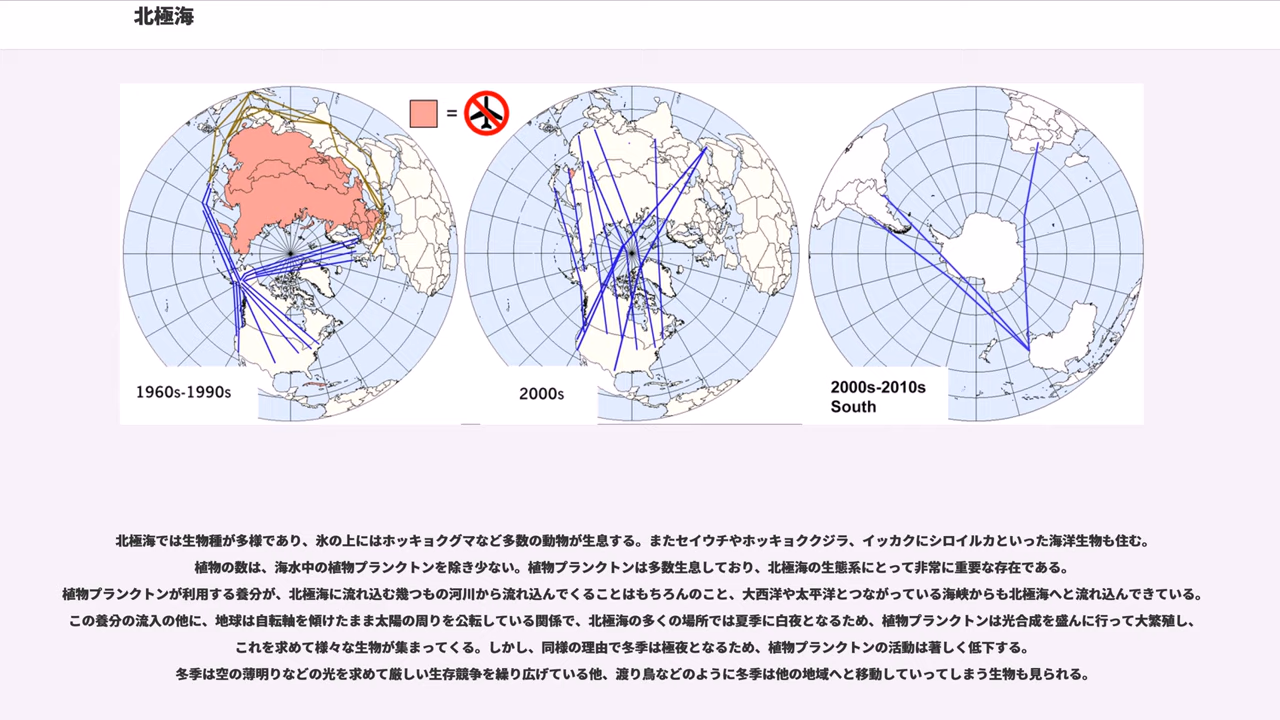 北極海
=
1960s-1990s
2000s
2000s-2010s
South
北極海では生物種が多様であり、氷の上にはホッキョクグマなど多数の動物が生息する。またセイウチやホッキョククジラ、イッカクにシロイルカといった海洋生物も住む。
植物の数は、海水中の植物プランクトンを除き少ない。植物プランクトンは多数生息しており、北極海の生態系にとって非常に重要な存在である。
植物プランクトンが利用する養分が、北極海に流れ込む幾つもの河川から流れ込んでくることはもちろんのこと、大西洋や太平洋とつながっている海峡からも北極海へと流れ込んできている。
この養分の流入の他に、地球は自転軸を傾けたまま太陽の周りを公転している関係で、北極海の多くの場所では夏季に白夜となるため、植物プランクトンは光合成を盛んに行って大繁殖し、
これを求めて様々な生物が集まってくる。しかし、同様の理由で冬季は極夜となるため、植物プランクトンの活動は著しく低下する。
冬季は空の薄明りなどの光を求めて厳しい生存競争を繰り広げている他、渡り鳥などのように冬季は他の地域へと移動していってしまう生物も見られる。